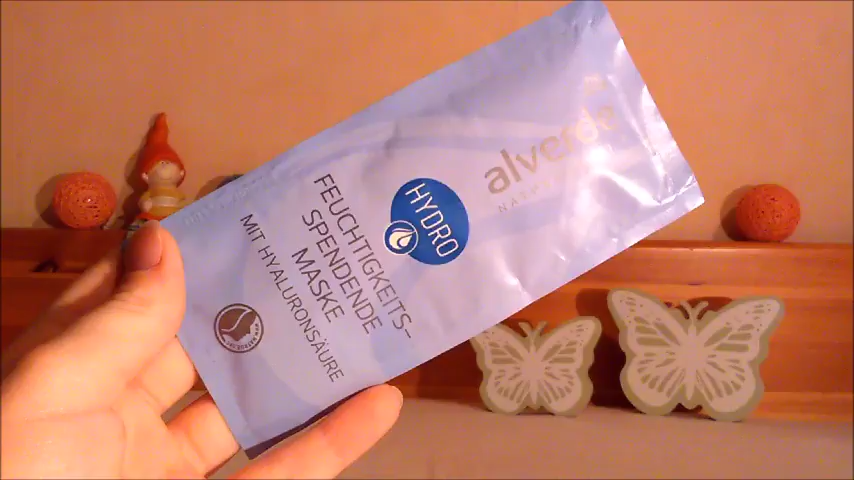 alverde
HYDRO
FEUCHTIGKEITS-
SPENDENDE
MASKE
MIT HYALURONSÄURE